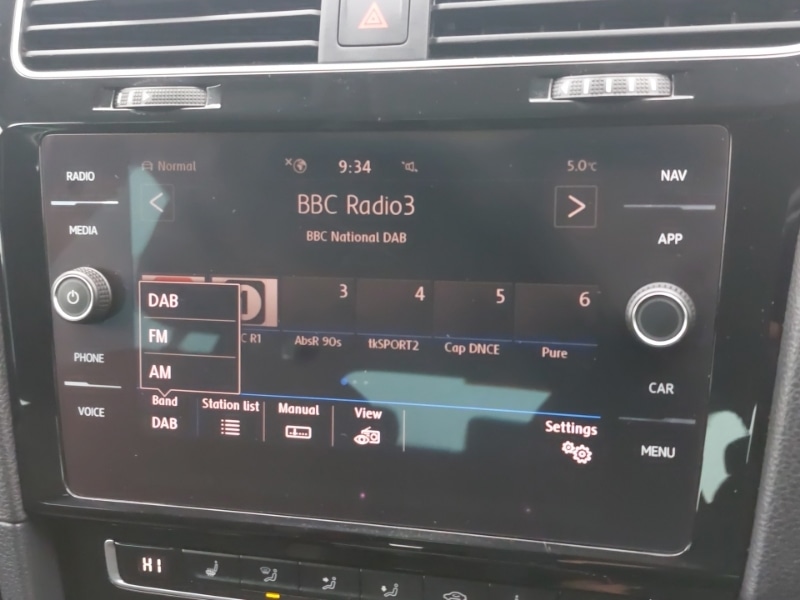 RADIO
MEDIA
PHONE
VOICE
Normal
9:34
5.0°C
BBC Radio3
BBC National DAB
3
4
5
6
C R1
AbsR 90s
tkSPORT2
Cap DNCE
Pure
DAB
FM
AM
Band
DAB
Station list
Manual
View
Settings
NAV
APP
CAR
MENU
HI